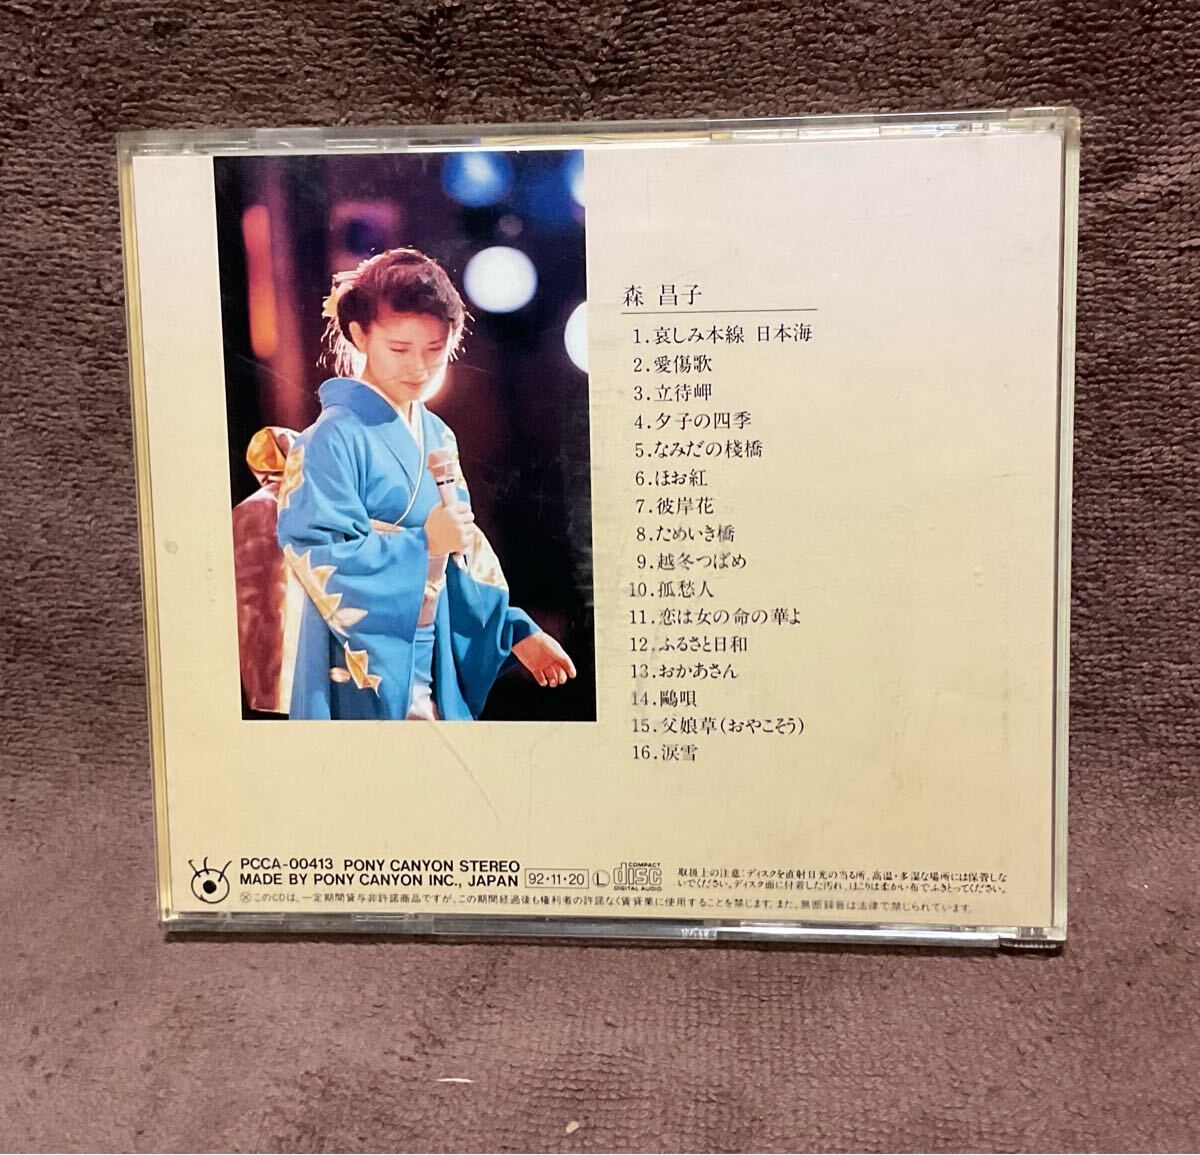 森 昌子
1.哀しみ本線 日本海
2.愛傷歌
3.立待岬
4.夕子の四季
5.なみだの棧橋
6.ほお紅
7.彼岸花
8.ためいき橋
9.越冬つばめ
10.孤愁人
11.恋は女の命の華よ
12.ふるさと日和
13.おかあさん
14.鷗唄
15.父娘草(おやこそう)
16.涙雪
PCCA-00413 PONY CANYON STEREO
MADE BY PONY CANYON INC., JAPAN
92・11・20
L
COMPACT
disc
DIGITAL AUDIO
取扱上の注意:ディスクを直射日光の当る所、高温・多湿な場所には保管しな
いでください。ディスク面に付着した汚れ、ほこりは柔かい布でふきとってください。
※このCDは、一定期間貸与非許諾商品ですが、この期間経過後も権利者の許諾なく賃貸業に使用することを禁じます。また、無断録音は法律で禁じられています。